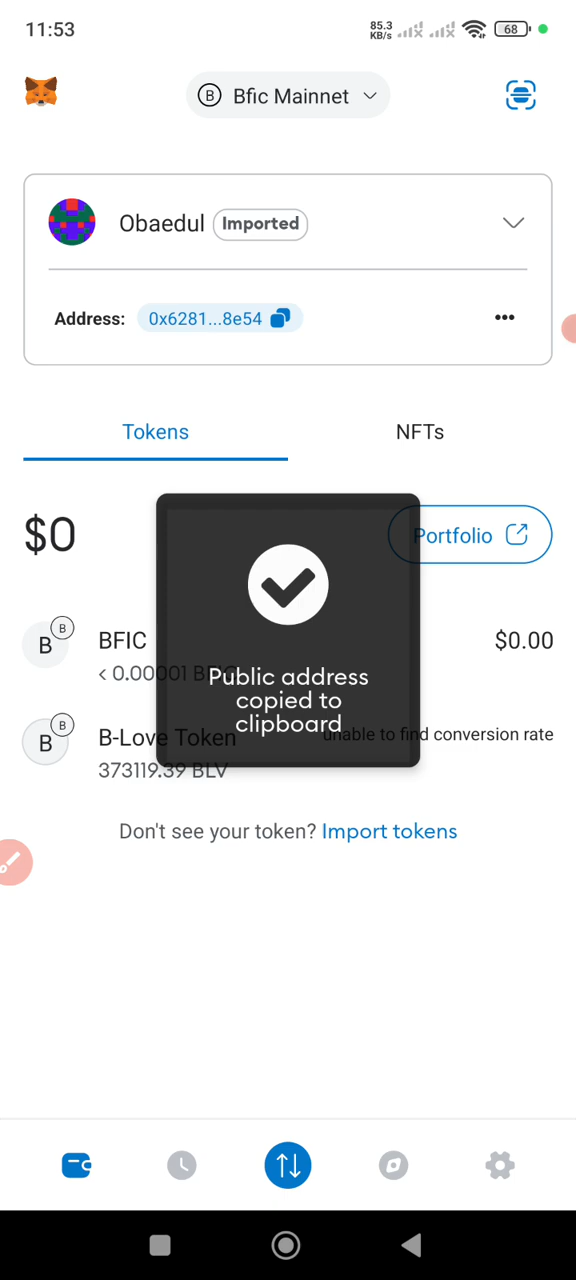 11:53
85.3
KB/s
68
B Bfic Mainnet
Obaedul Imported
Address: 0x6281...8e54
Tokens NFTs
$0
Portfolio
B
B
BFIC $0.00
< 0.00001 BFIC
Public address
copied to
clipboard
B
B
B-Love Token unable to find conversion rate
373119.39 BLV
Don't see your token? Import tokens